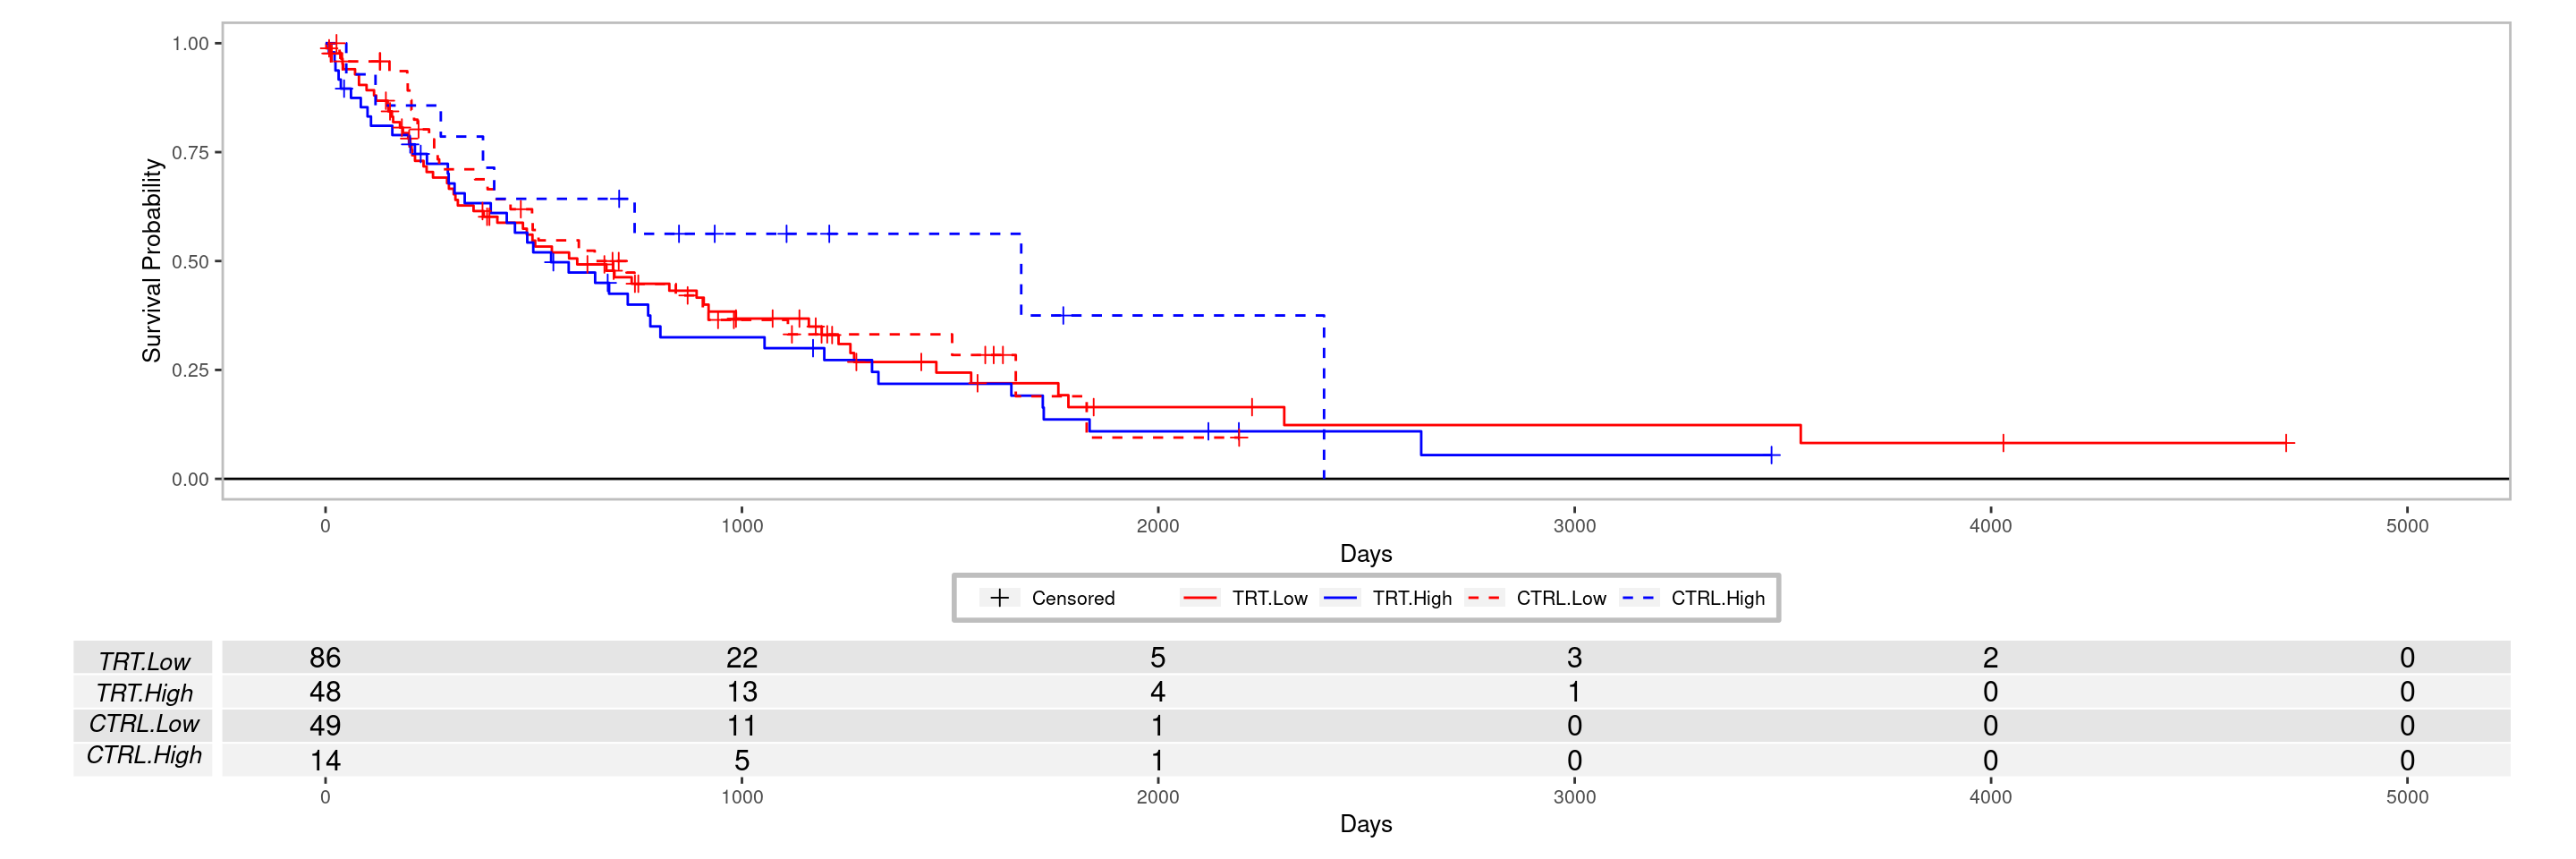 1.00
0.75
0.50
0.25
0.00
Survival Probability
0 1000 2000 3000 4000 5000
Days
Censored TRT.Low TRT.High CTRL.Low CTRL.High
TRT.Low 86 22 5 3 2 0
TRT.High 48 13 4 1 0 0
CTRL.Low 49 11 1 0 0 0
CTRL.High 14 5 1 0 0 0
0 1000 2000 3000 4000 5000
Days